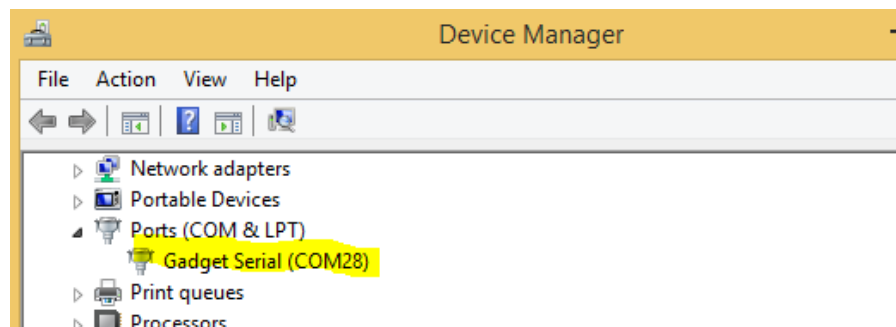 Device Manager
File Action View Help
Network adapters
Portable Devices
Ports (COM & LPT)
Gadget Serial (COM28)
Print queues
Processors